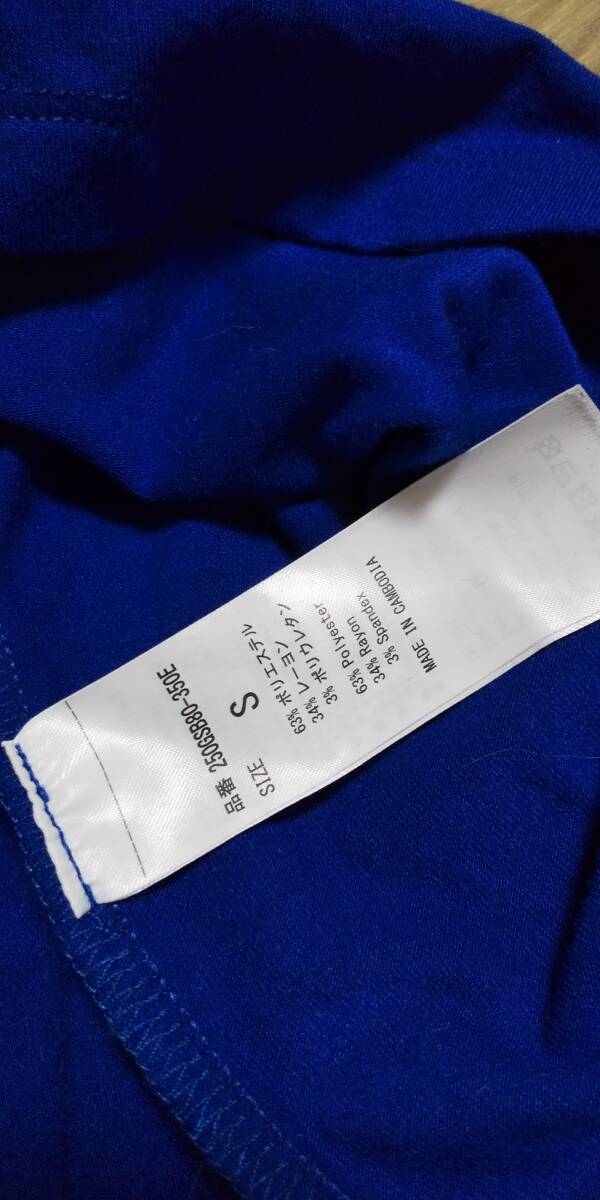 品番 250GSB80-350E
SIZE S
63% ポリエステル
34% レーヨン
3% ポリウレタン
63% Polyester
34% Rayon
3% Spandex
MADE IN CAMBODIA